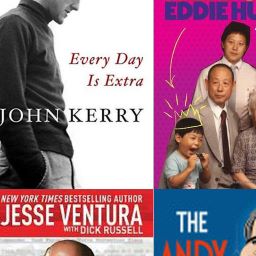 Every Day
Is Extra
JOHN KERRY
EDDIE HU
NEW YORK TIMES BESTSELLING AUTHOR
JESSE VENTURA
WITH DICK RUSSELL
THE
ANDY